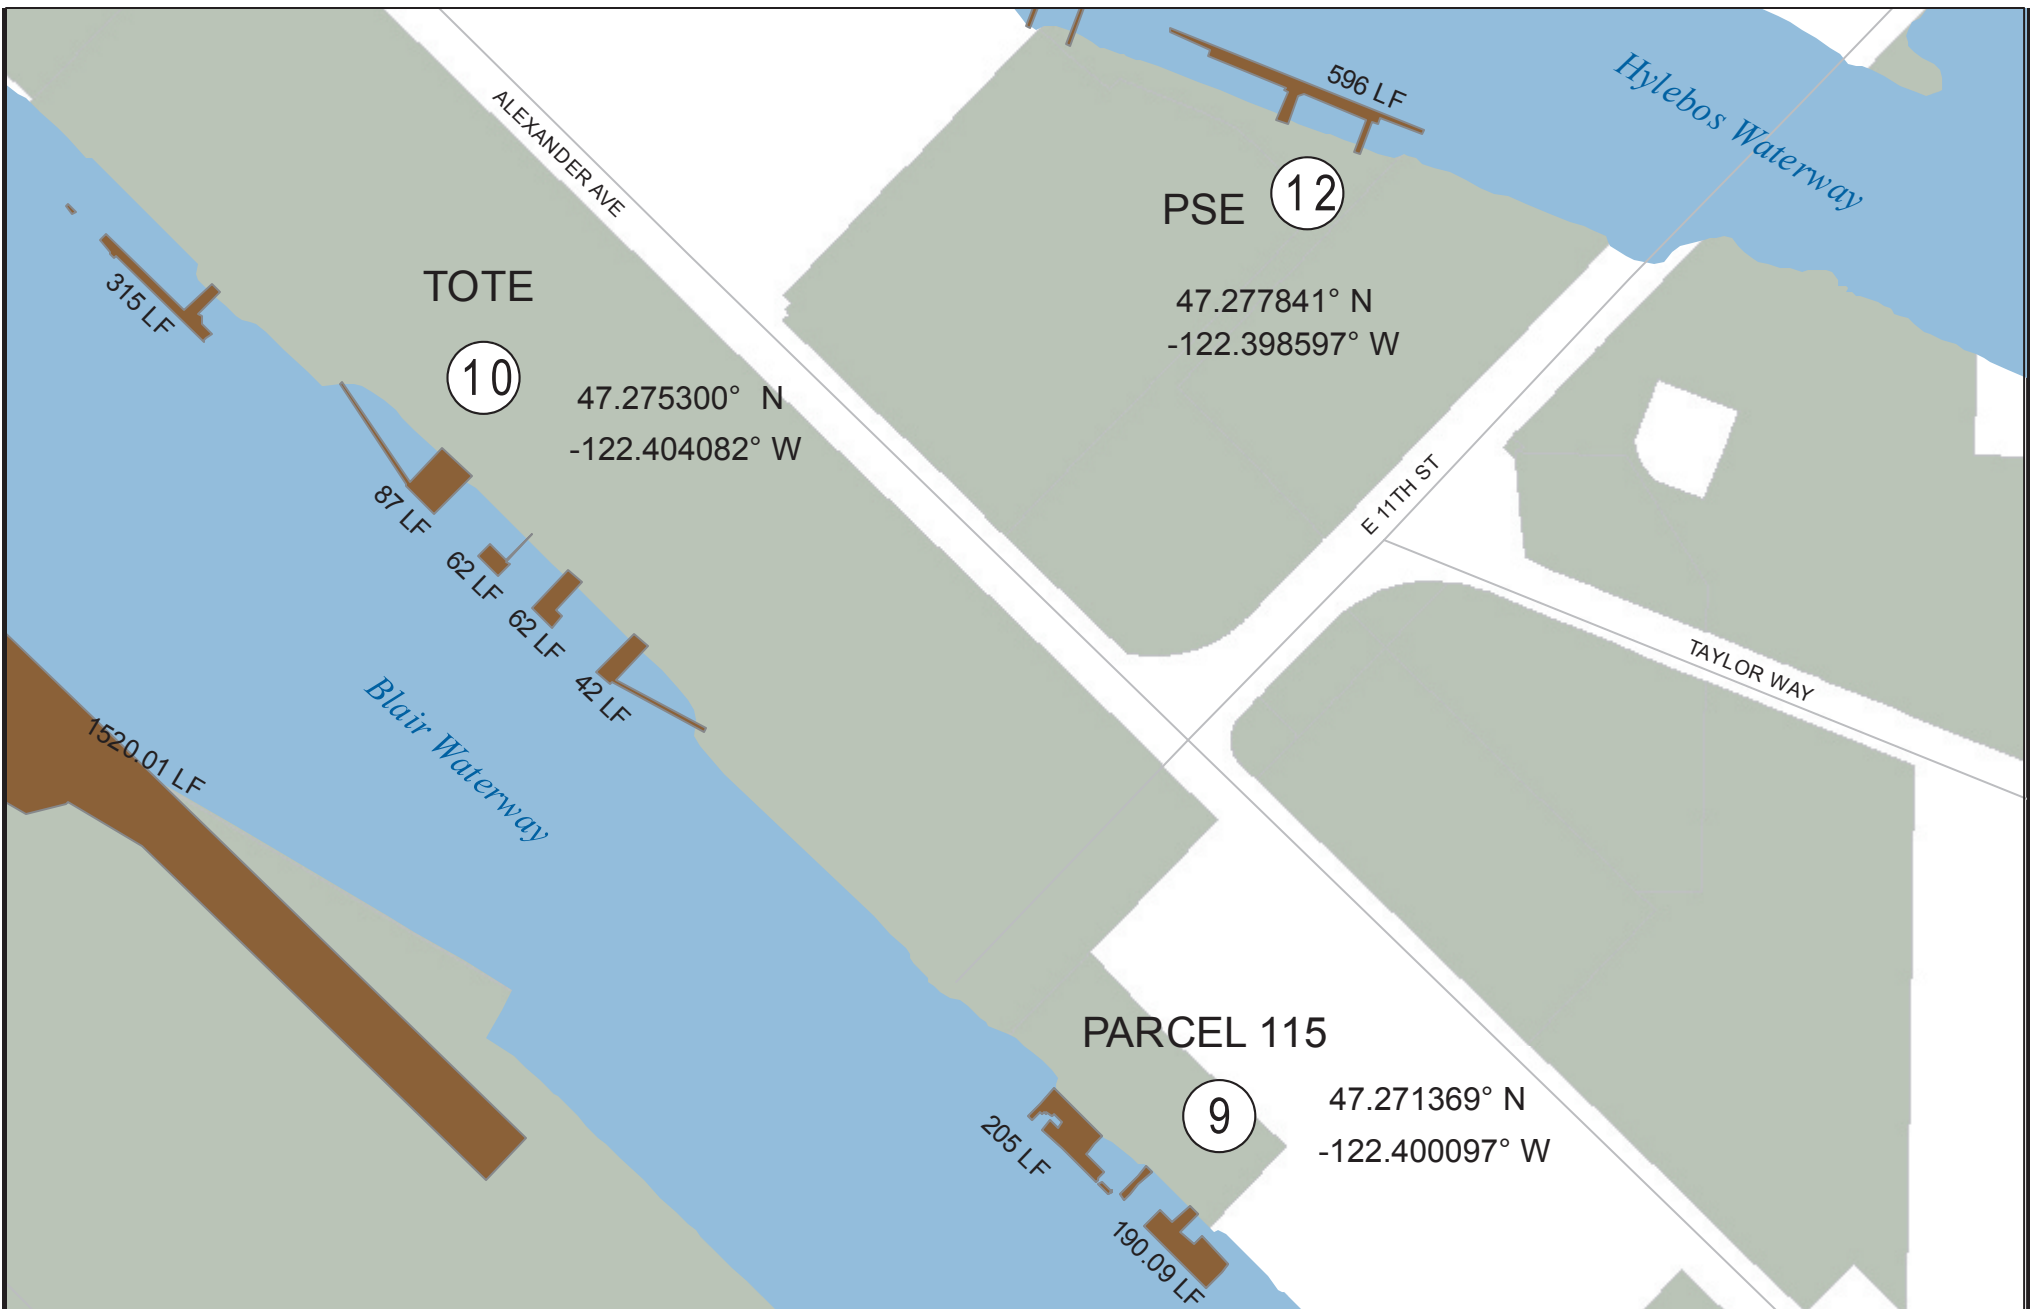 596 LF
Hylebos Waterway
ALEXANDER AVE
PSE
12
TOTE
315 LF
47.277841° N
-122.398597° W
10
47.275300° N
-122.404082° W
87 LF
E 11TH ST
62 LF
62 LF
TAYLOR WAY
42 LF
Blair Waterway
1520.01 LF
PARCEL 115
9
47.271369° N
-122.400097° W
205 LF
190.09 LF